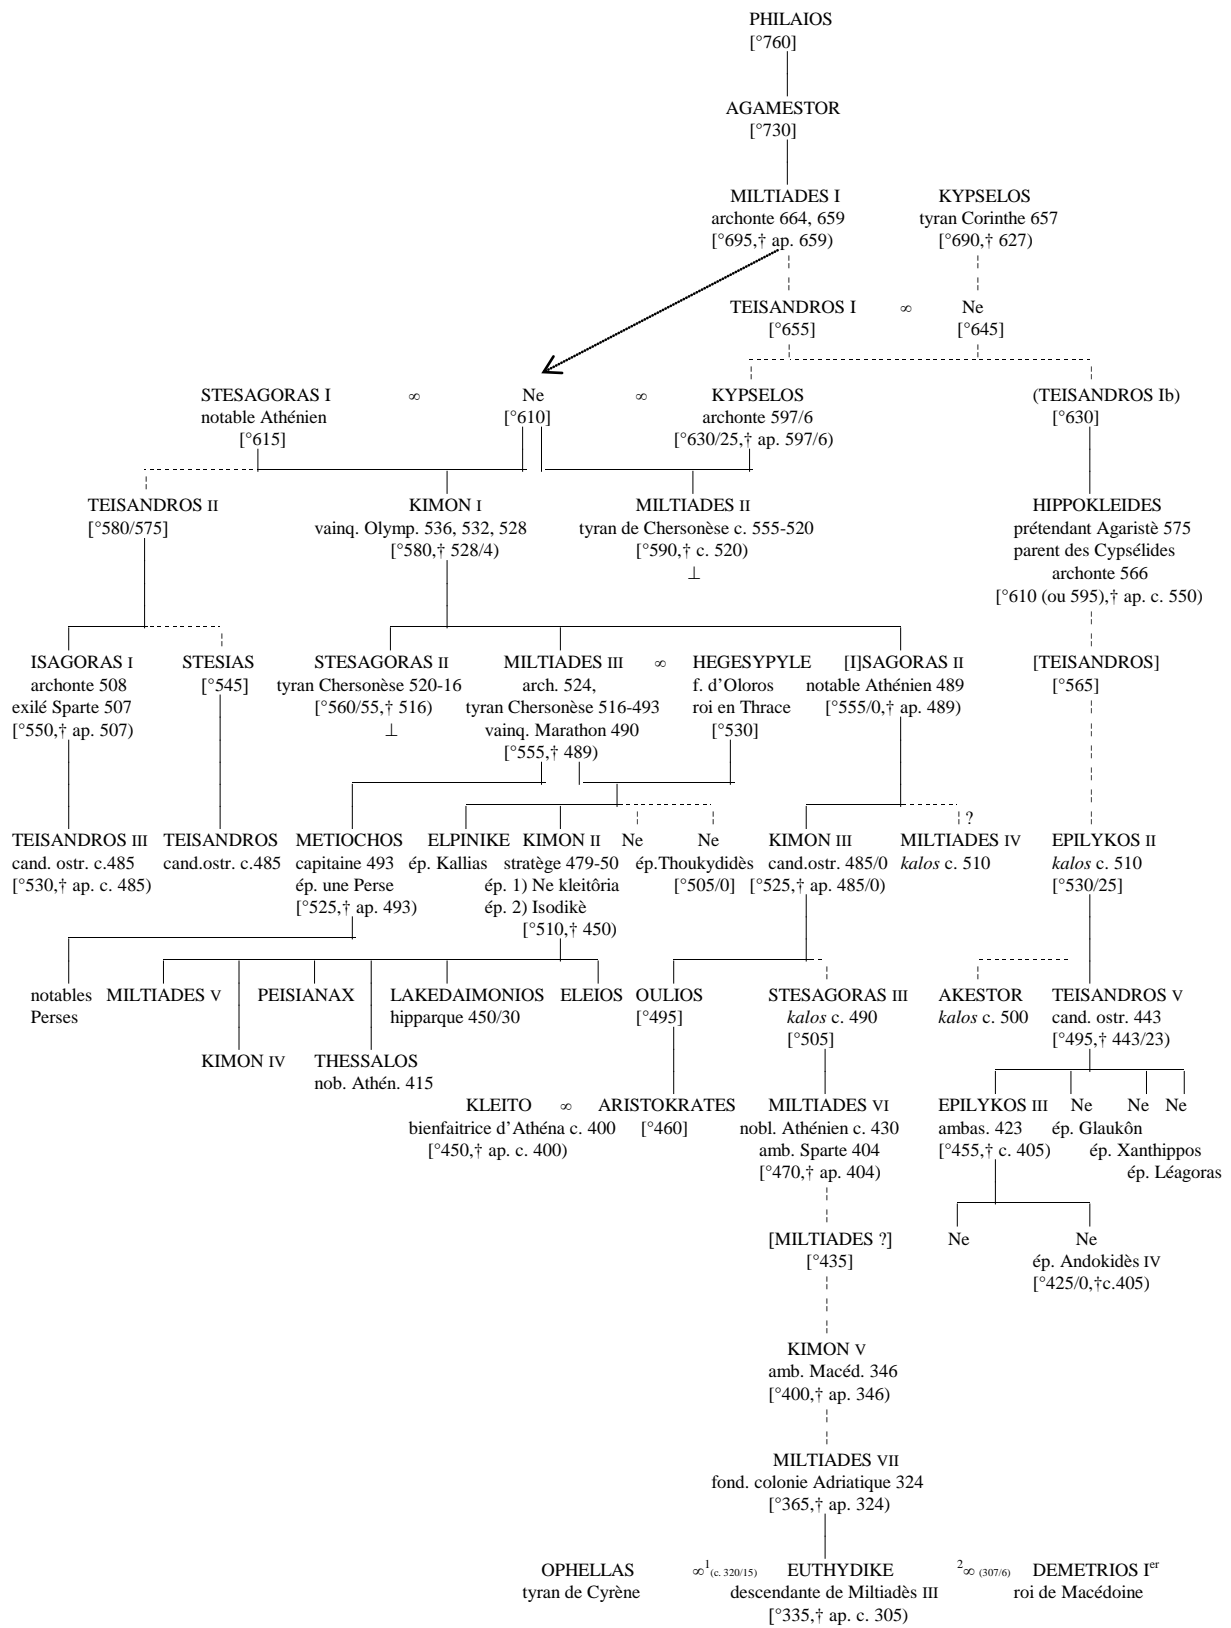 PHILAIOS
[°760]
AGAMESTOR
[°730]
MILTIADES I KYPSELOS
archonte 664, 659 tyran Corinthe 657
[°695,† ap. 659) [°690,† 627)
TEISANDROS I ∞ Ne
[°655] [°645]
STESAGORAS I ∞ Ne ∞ KYPSELOS (TEISANDROS Ib)
notable Athénien [°610] archonte 597/6 [°630]
[°615] [°630/25,† ap. 597/6)
TEISANDROS II KIMON I MILTIADES II HIPPOKLEIDES
[°580/575] vainq. Olymp. 536, 532, 528 tyran de Chersonèse c. 555-520 prétendant Agaristè 575
[°580,† 528/4) [°590,† c. 520) parent des Cypsélides
⊥ archonte 566
[°610 (ou 595),† ap. c. 550)
ISAGORAS I STESIAS STESAGORAS II MILTIADES III ∞ HEGESYPYLE [I]SAGORAS II [TEISANDROS]
archonte 508 [°545] tyran Chersonèse 520-16 arch. 524, f. d'Oloros notable Athénien 489 [°565]
exilé Sparte 507 [°560/55,† 516) tyran Chersonèse 516-493 roi en Thrace [°555/0,† ap. 489)
[°550,† ap. 507) ⊥ vainq. Marathon 490 [°530]
[°555,† 489)
?
TEISANDROS III TEISANDROS METIOCHOS ELPINIKE KIMON II Ne Ne KIMON III MILTIADES IV EPILYKOS II
cand. ostr. c.485 cand.ostr. c.485 capitaine 493 ép. Kallias stratège 479-50 ép.Thoukydidès cand.ostr. 485/0 kalos c. 510 kalos c. 510
[°530,† ap. c. 485) ép. une Perse ép. 1) Ne kleitôria [°505/0] [°525,† ap. 485/0) [°530/25]
[°525,† ap. 493) ép. 2) Isodikè
[°510,† 450)
notables MILTIADES V PEISIANAX LAKEDAIMONIOS ELEIOS OULIOS STESAGORAS III AKESTOR TEISANDROS V
Perses hipparque 450/30 [°495] kalos c. 490 kalos c. 500 cand. ostr. 443
[°505] [°495,† 443/23)
KIMON IV THESSALOS
nob. Athén. 415
KLEITO ∞ ARISTOKRATES MILTIADES VI EPILYKOS III Ne Ne Ne
bienfaitrice d'Athéna c. 400 [°460] nobl. Athénien c. 430 ambas. 423 ép. Glaukôn
[°450,† ap. c. 400) amb. Sparte 404 [°455,† c. 405) ép. Xanthippos
[°470,† ap. 404) ép. Léagoras
[MILTIADES ?] Ne Ne
[°435] ép. Andokidès IV
[°425/0,†c.405)
KIMON V
amb. Macéd. 346
[°400,† ap. 346)
MILTIADES VII
fond. colonie Adriatique 324
[°365,† ap. 324)
OPHELLAS ∞1(c. 320/15) EUTHYDIKE 2∞ (307/6) DEMETRIOS Ier
tyran de Cyrène descendante de Miltiadès III roi de Macédoine
[°335,† ap. c. 305)